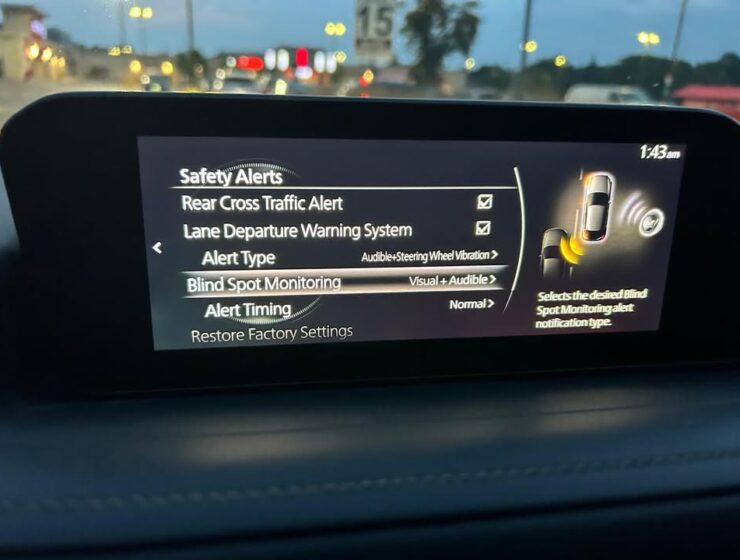 15
1:43am
Safety Alerts
Rear Cross Traffic Alert
Lane Departure Warning System
Alert Type Audible+Steering Wheel Vibration
Blind Spot Monitoring Visual + Audible
Alert Timing Normal
Restore Factory Settings
Selects the desired Blind
Spot Monitoring alert
notification type.